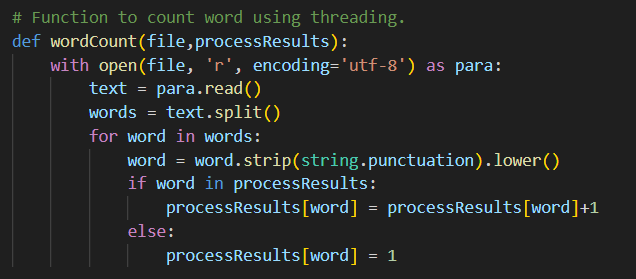 # Function to count word using threading.
def wordCount(file,processResults):
    with open(file, 'r', encoding='utf-8') as para:
        text = para.read()
        words = text.split()
        for word in words:
            word = word.strip(string.punctuation).lower()
            if word in processResults:
                processResults[word] = processResults[word]+1
            else:
                processResults[word] = 1